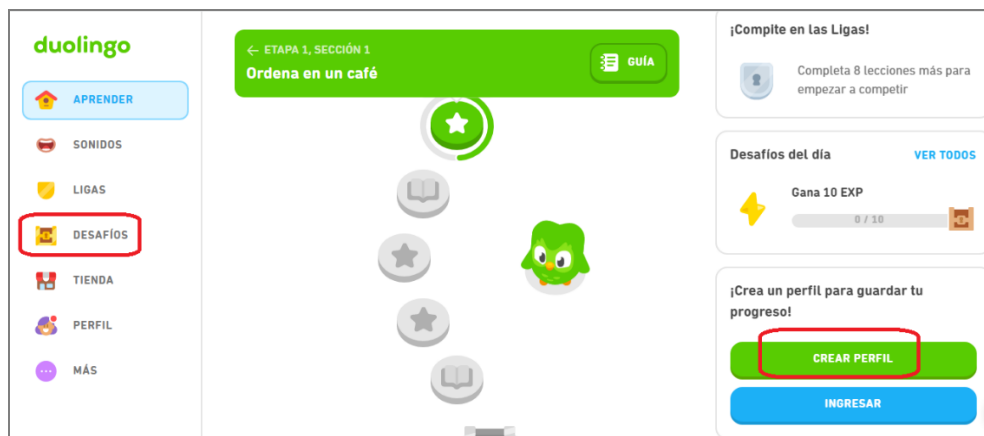 duolingo
APRENDER
SONIDOS
LIGAS
DESAFÍOS
TIENDA
PERFIL
MÁS
← ETAPA 1, SECCIÓN 1
Ordena en un café
GUÍA
¡Compite en las Ligas!
Completa 8 lecciones más para
empezar a competir
Desafíos del día
VER TODOS
Gana 10 EXP
0 / 10
¡Crea un perfil para guardar tu
progreso!
CREAR PERFIL
INGRESAR